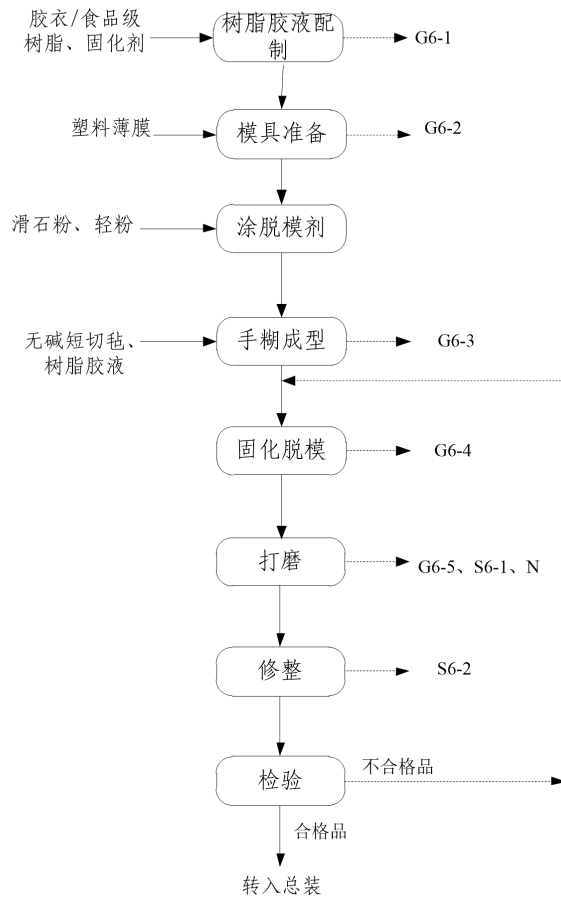 胶衣/食品级
树脂、固化剂
树脂胶液配
制
G6-1
塑料薄膜
模具准备
G6-2
滑石粉、轻粉
涂脱模剂
无碱短切毡、
树脂胶液
手糊成型
G6-3
固化脱模
G6-4
打磨
G6-5、S6-1、N
修整
S6-2
检验
不合格品
合格品
转入总装